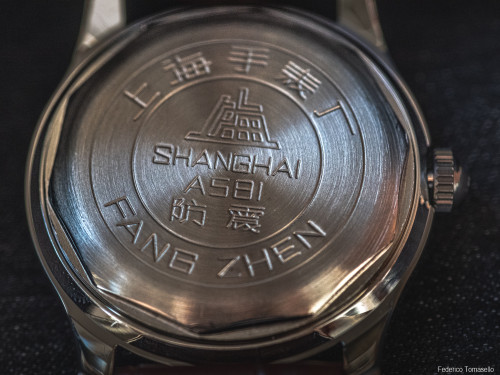 上海手表厂
SHANGHAI
A581
防震
FANG ZHEN
Federico Tomasello